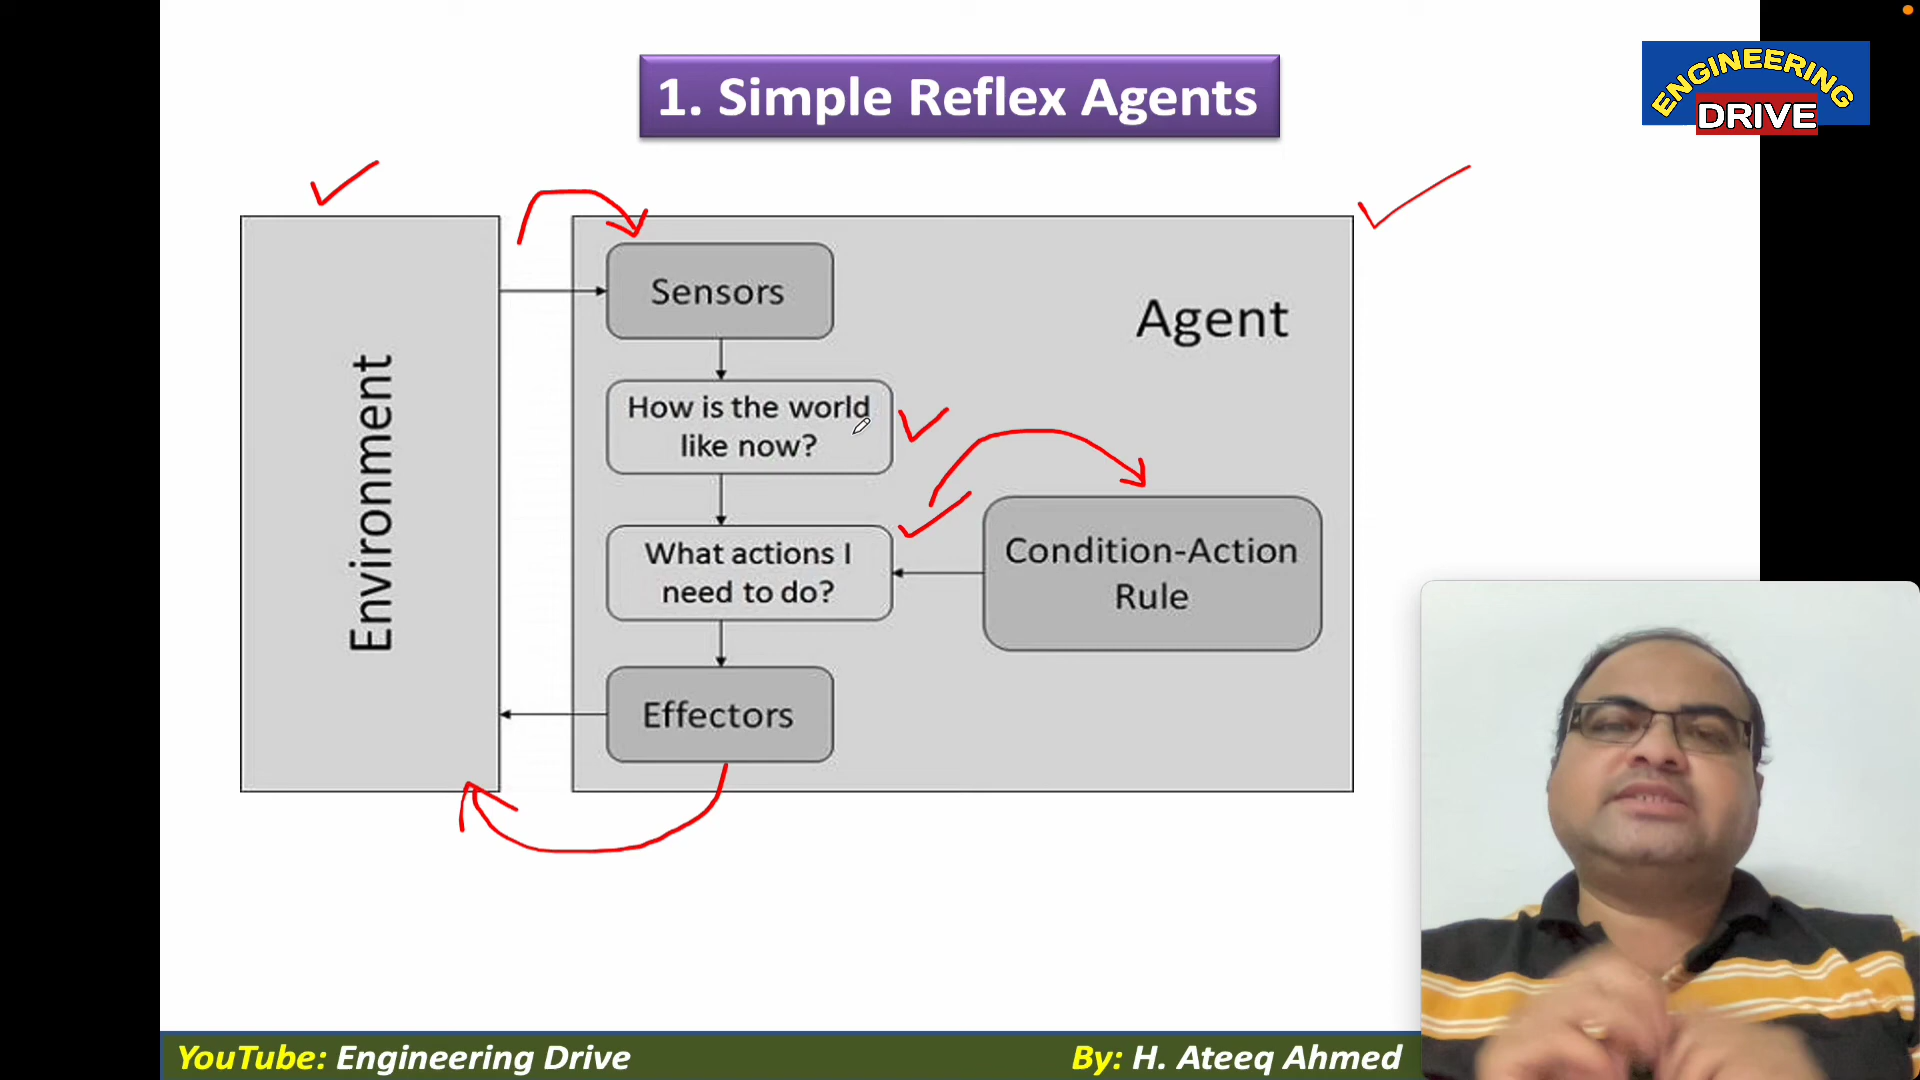 1. Simple Reflex Agents
ENGINEERING
DRIVE
Environment
Sensors
Agent
How is the world
like now?
What actions I
need to do?
Condition-Action
Rule
Effectors
YouTube: Engineering Drive
By: H. Ateeq Ahmed